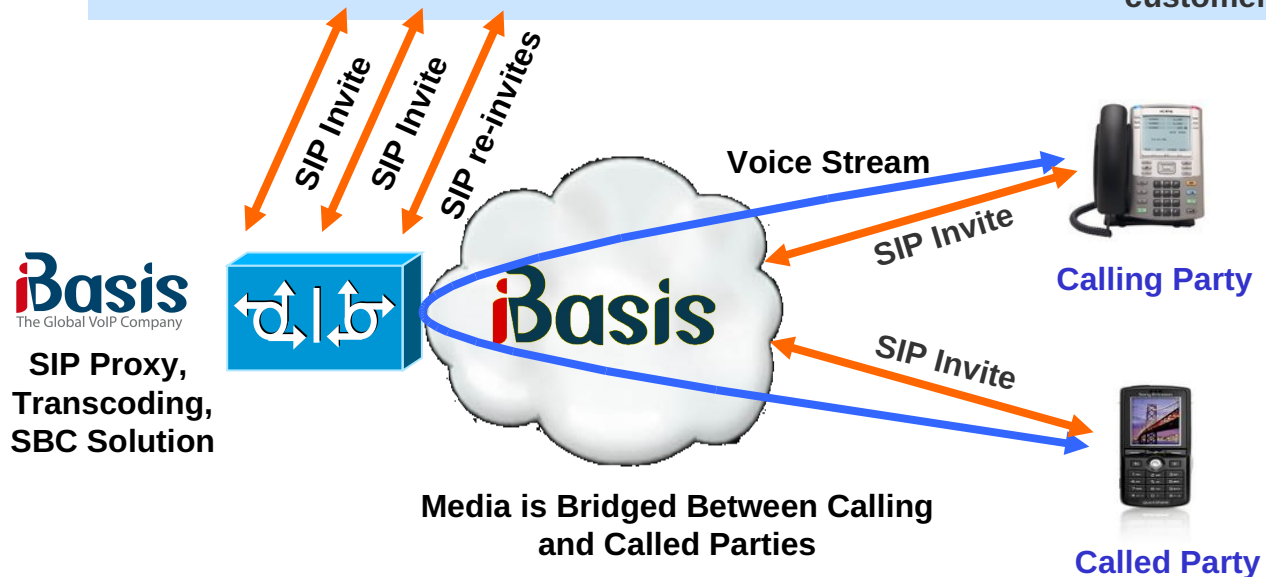 customer
SIP Invite
SIP Invite
SIP re-invites
Voice Stream
SIP Invite
Calling Party
iBasis
The Global VoIP Company
SIP Proxy,
Transcoding,
SBC Solution
iBasis
SIP Invite
Media is Bridged Between Calling
and Called Parties
Called Party